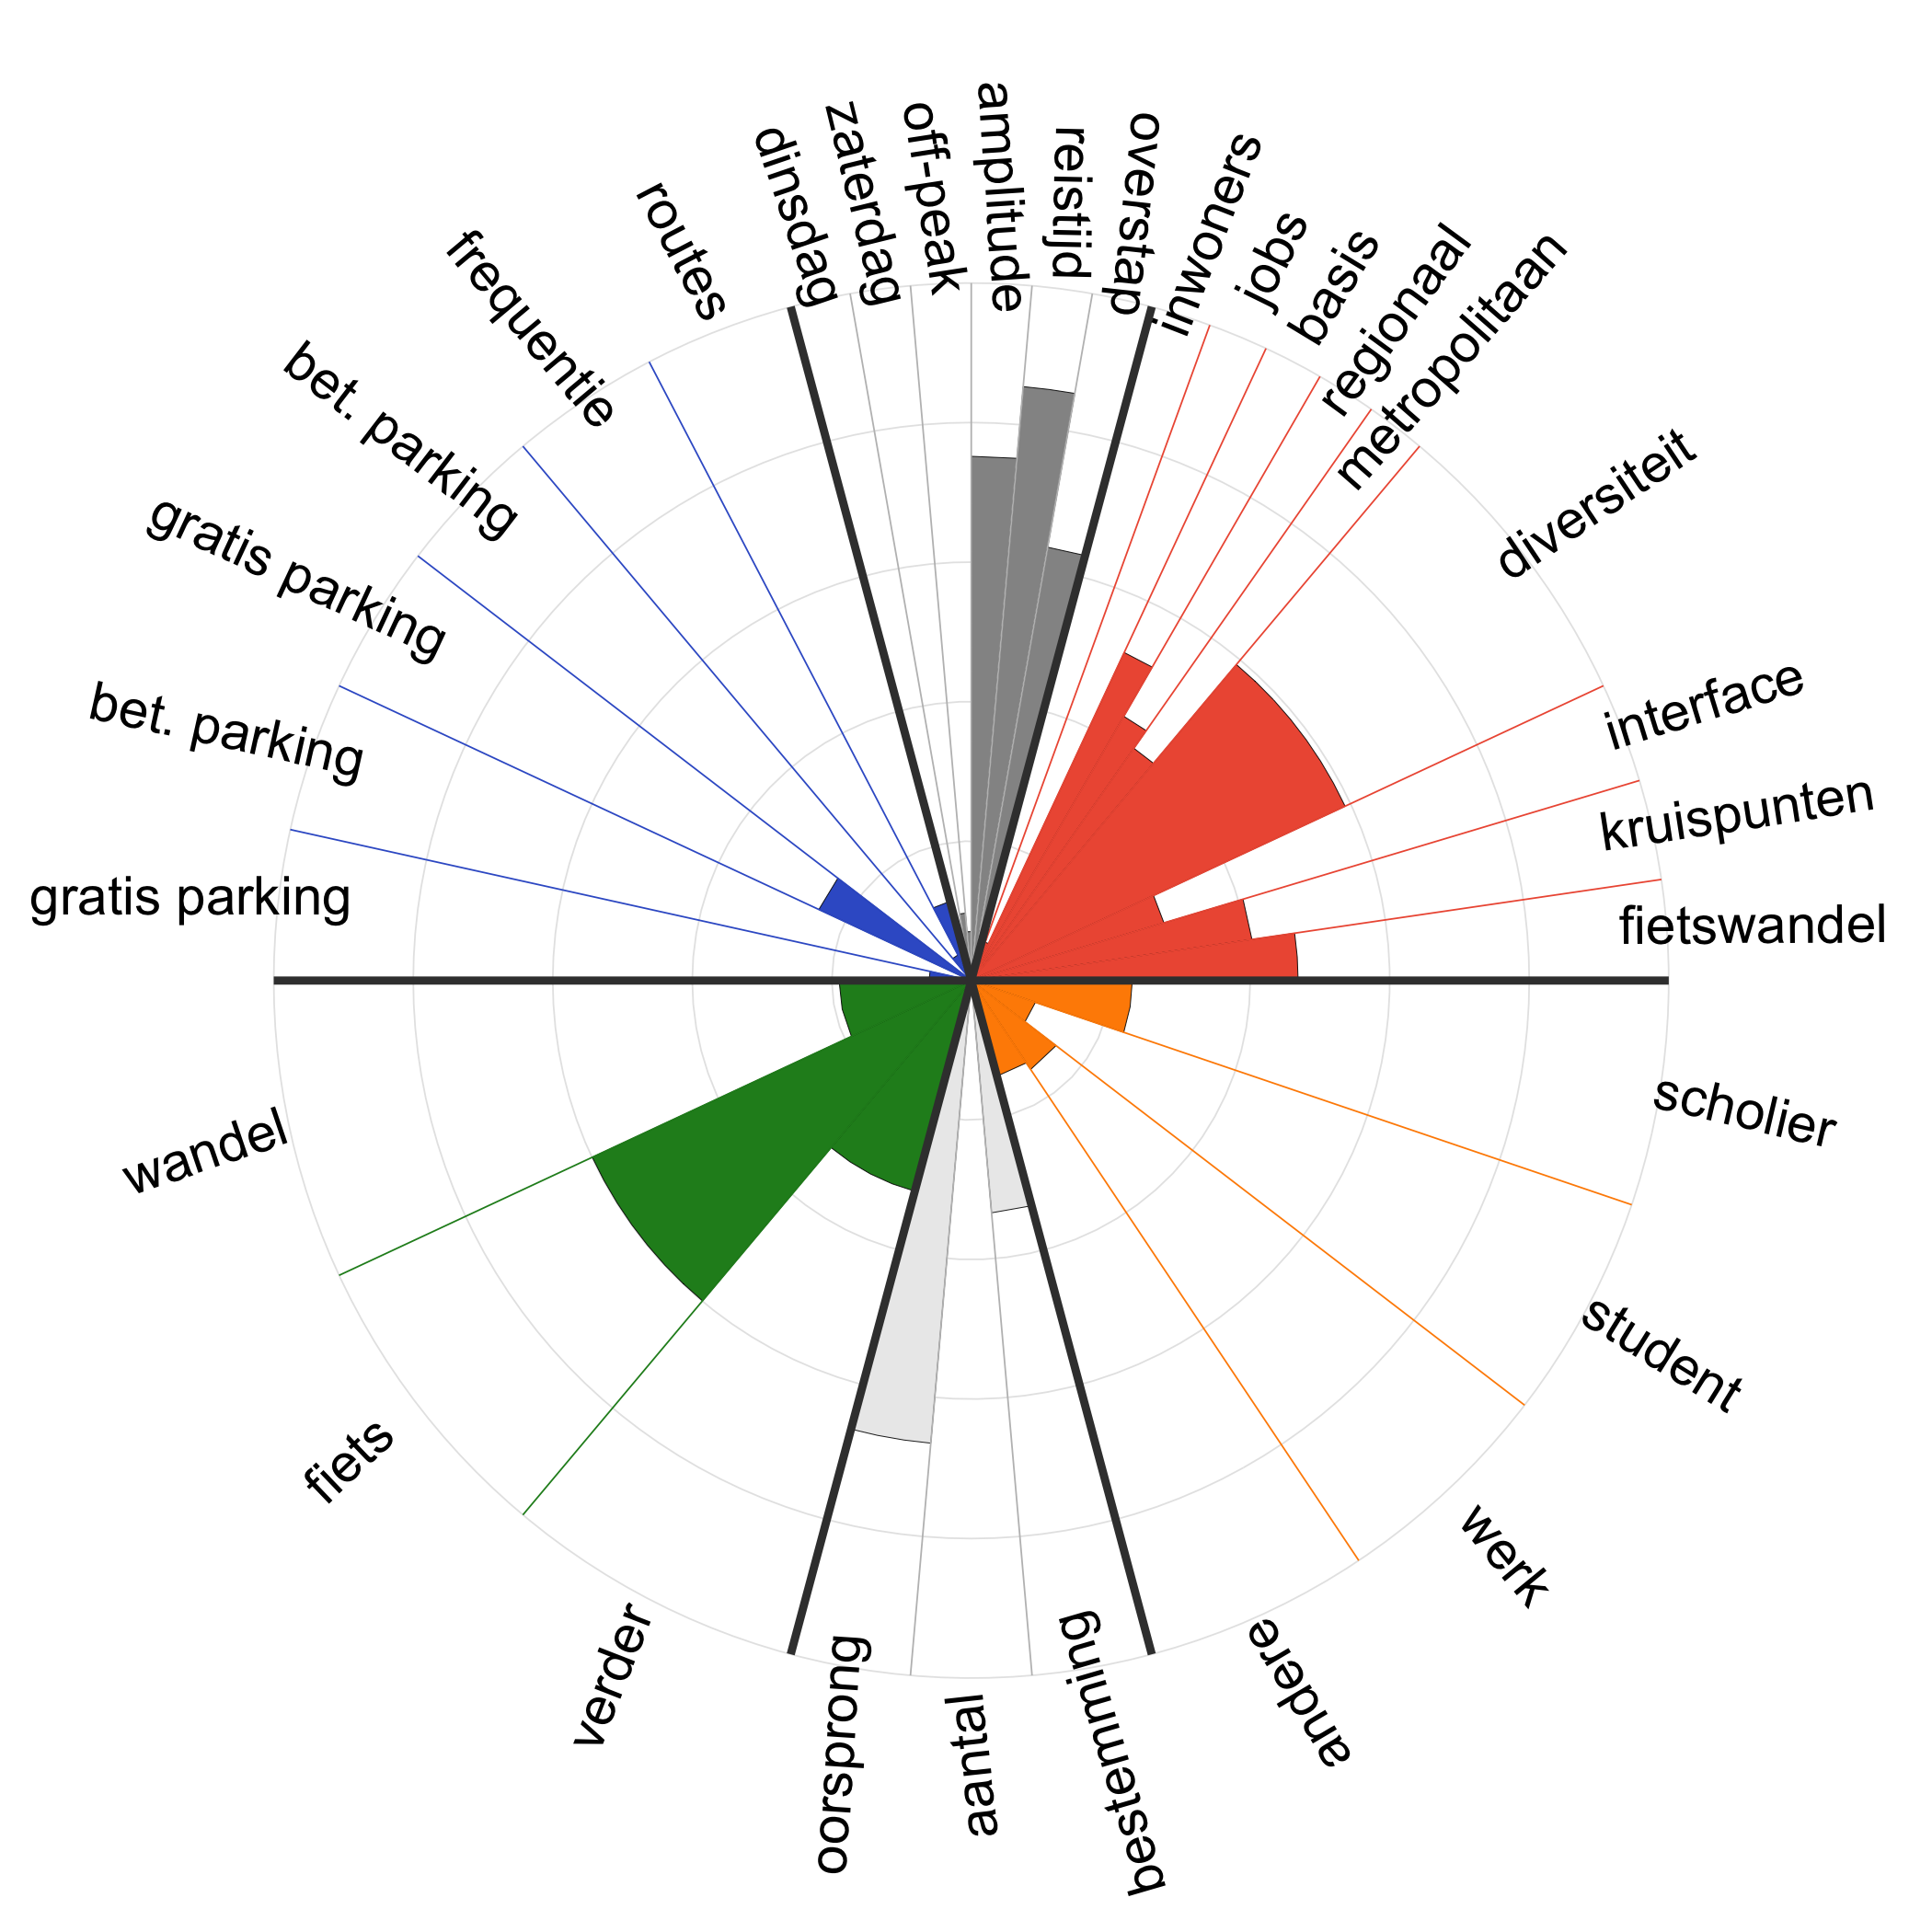 dinsdag
zaterdag
off-peak
amplitude
reistijd
overstap
inwoners
jobs
basis
regionaal
metropolitaan
diversiteit
interface
kruispunten
fietswandel
scholier
student
werk
andere
bestemming
aantal
oorsprong
verder
fiets
wandel
gratis parking
bet. parking
gratis parking
bet. parking
frequentie
routes